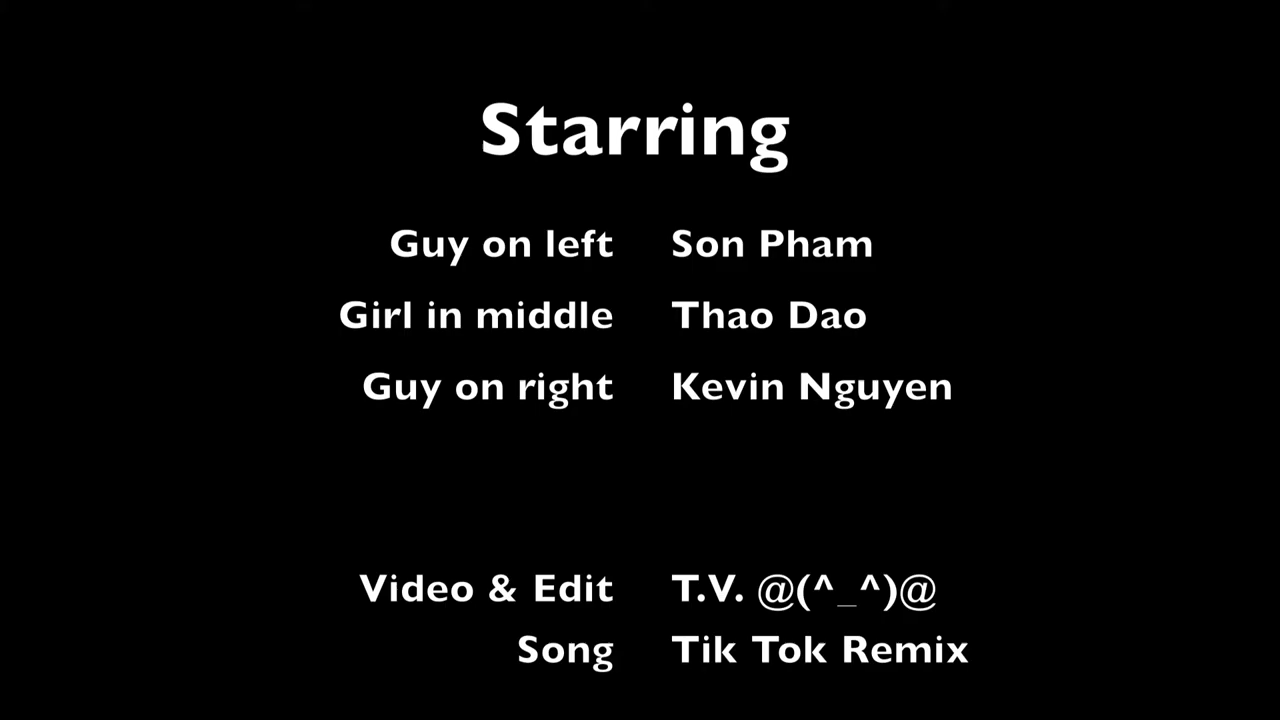 Starring
Guy on left Son Pham
Girl in middle Thao Dao
Guy on right Kevin Nguyen
Video & Edit T.V. @(^_^)@
Song Tik Tok Remix